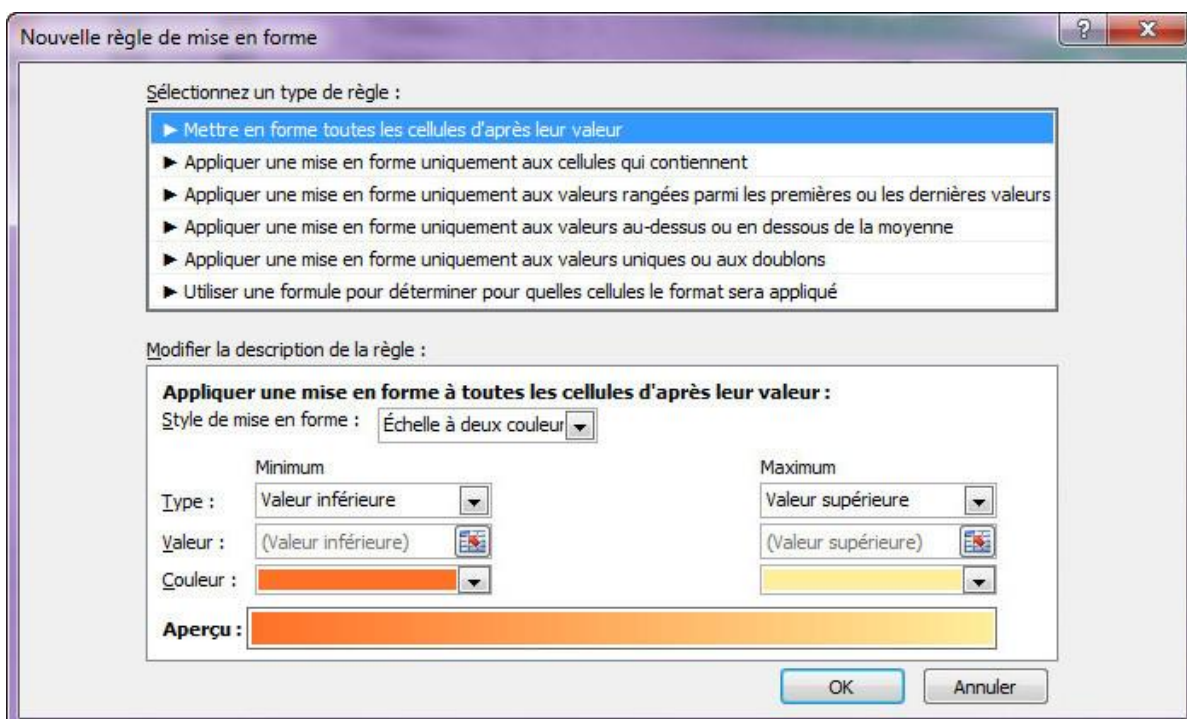 Nouvelle règle de mise en forme
Sélectionnez un type de règle :
► Mettre en forme toutes les cellules d'après leur valeur
► Appliquer une mise en forme uniquement aux cellules qui contiennent
► Appliquer une mise en forme uniquement aux valeurs rangées parmi les premières ou les dernières valeurs
► Appliquer une mise en forme uniquement aux valeurs au-dessus ou en dessous de la moyenne
► Appliquer une mise en forme uniquement aux valeurs uniques ou aux doublons
► Utiliser une formule pour déterminer pour quelles cellules le format sera appliqué
Modifier la description de la règle :
Appliquer une mise en forme à toutes les cellules d'après leur valeur :
Style de mise en forme : Échelle à deux couleur
Minimum Maximum
Type : Valeur inférieure Valeur supérieure
Valeur : (Valeur inférieure) (Valeur supérieure)
Couleur :
Aperçu :
OK Annuler